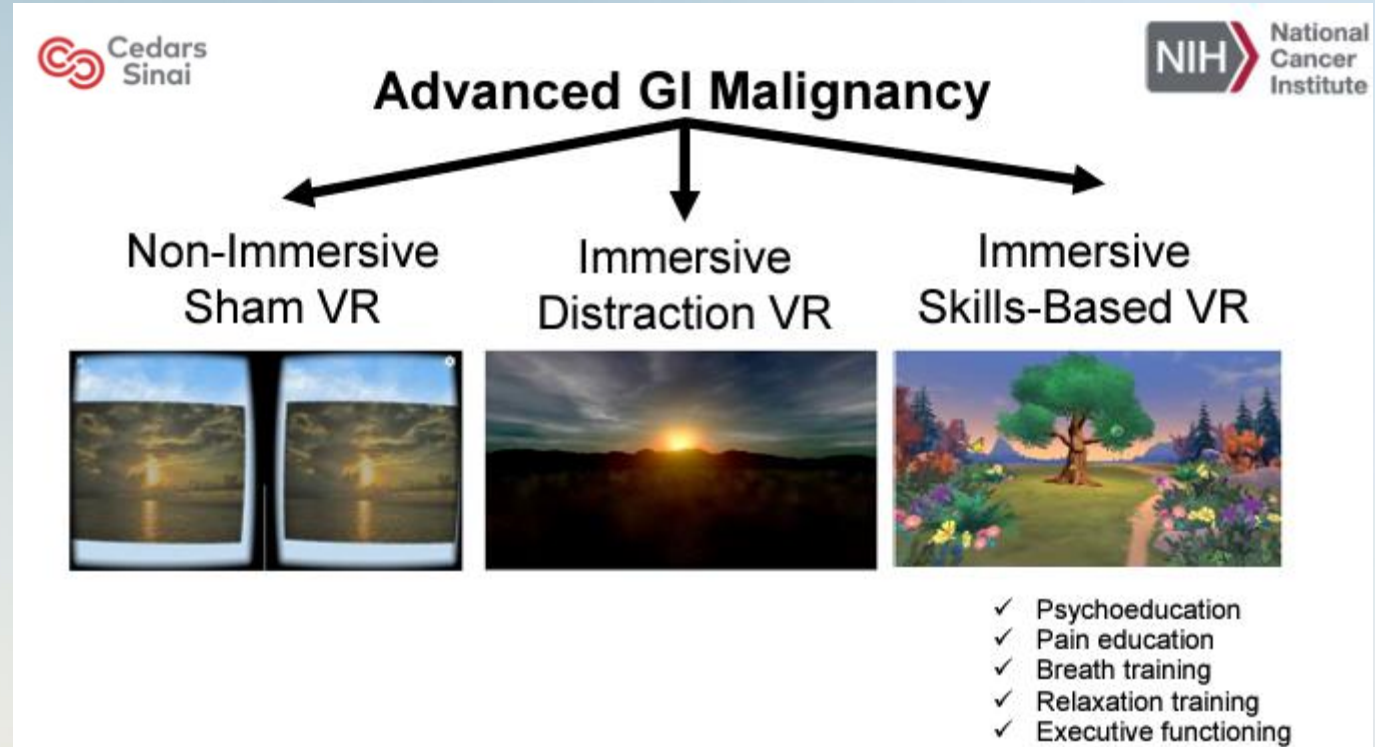 Cedars
Sinai
NIH
National
Cancer
Institute
Advanced GI Malignancy
Non-Immersive
Sham VR
Immersive
Distraction VR
Immersive
Skills-Based VR
✓ Psychoeducation
✓ Pain education
✓ Breath training
✓ Relaxation training
✓ Executive functioning